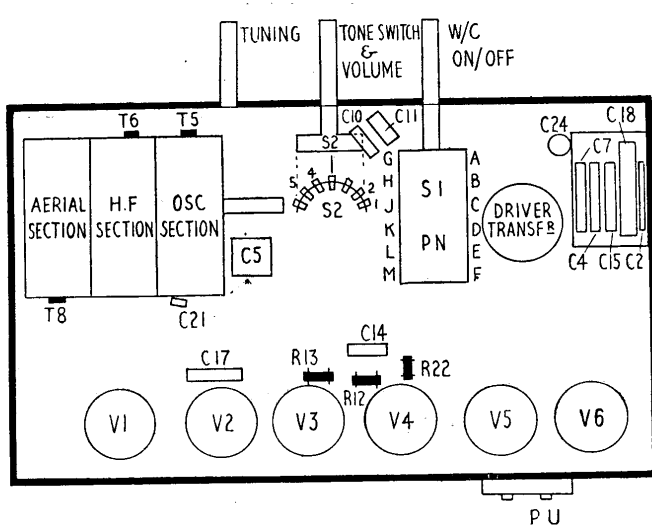 TUNING
TONE SWITCH
&
VOLUME
W/C
ON/OFF
T6
T5
C10
C11
C18
C24
C7
S2
G
H
J
K
L
M
A
B
C
D
E
F
S1
PN
5
4
2
1
S2
AERIAL
SECTION
H.F
SECTION
OSC
SECTION
DRIVER
TRANSFR
C5
C4
C15
C2
T8
C21
C14
C17
R13
R12
R22
V1
V2
V3
V4
V5
V6
PU